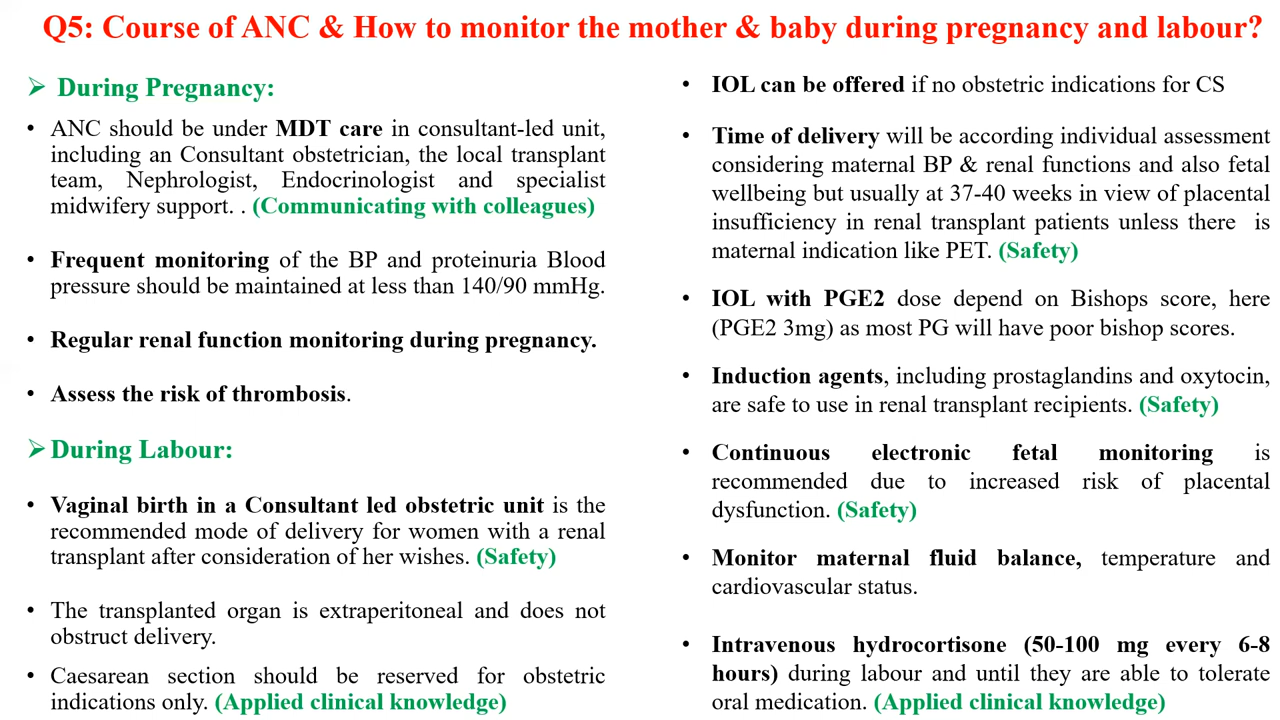 Q5: Course of ANC & How to monitor the mother & baby during pregnancy and labour?
➢ During Pregnancy:
• ANC should be under MDT care in consultant-led unit,
including an Consultant obstetrician, the local transplant
team, Nephrologist, Endocrinologist and specialist
midwifery support. . (Communicating with colleagues)
• Frequent monitoring of the BP and proteinuria Blood
pressure should be maintained at less than 140/90 mmHg.
• Regular renal function monitoring during pregnancy.
• Assess the risk of thrombosis.
➢ During Labour:
• Vaginal birth in a Consultant led obstetric unit is the
recommended mode of delivery for women with a renal
transplant after consideration of her wishes. (Safety)
• The transplanted organ is extraperitoneal and does not
obstruct delivery.
• Caesarean section should be reserved for obstetric
indications only. (Applied clinical knowledge)
• IOL can be offered if no obstetric indications for CS
• Time of delivery will be according individual assessment
considering maternal BP & renal functions and also fetal
wellbeing but usually at 37-40 weeks in view of placental
insufficiency in renal transplant patients unless there is
maternal indication like PET. (Safety)
• IOL with PGE2 dose depend on Bishops score, here
(PGE2 3mg) as most PG will have poor bishop scores.
• Induction agents, including prostaglandins and oxytocin,
are safe to use in renal transplant recipients. (Safety)
• Continuous electronic fetal monitoring is
recommended due to increased risk of placental
dysfunction. (Safety)
• Monitor maternal fluid balance, temperature and
cardiovascular status.
• Intravenous hydrocortisone (50-100 mg every 6-8
hours) during labour and until they are able to tolerate
oral medication. (Applied clinical knowledge)